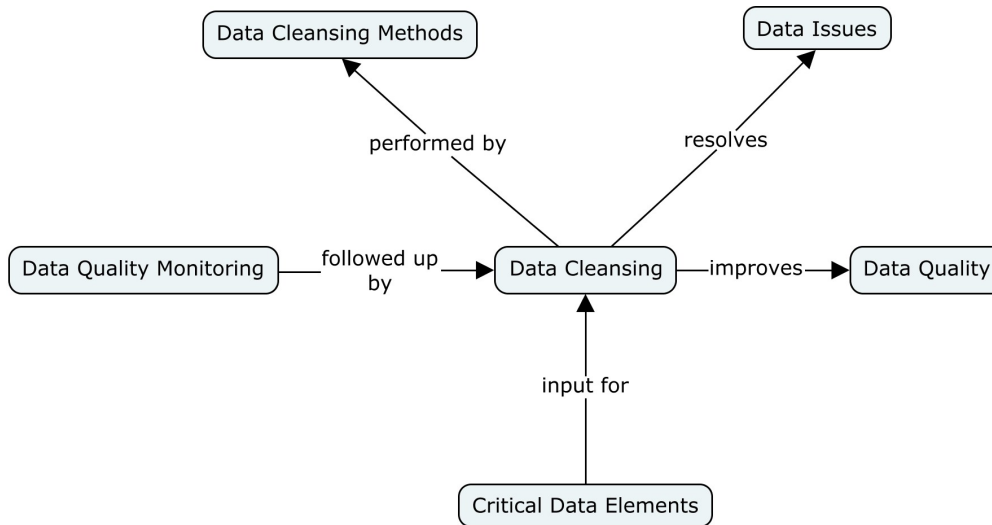 Data Cleansing Methods
Data Issues
performed by
resolves
Data Quality Monitoring
followed up
by
Data Cleansing
improves
Data Quality
input for
Critical Data Elements